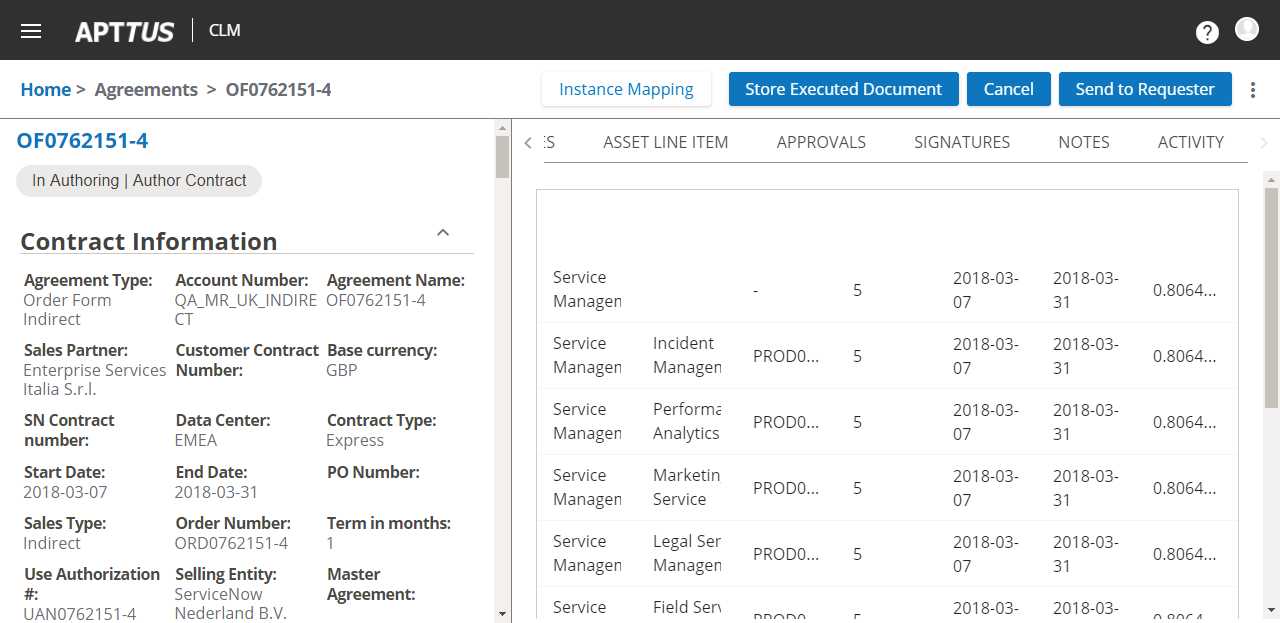 APTTUS CLM
?
Home > Agreements > OF0762151-4
Instance Mapping
Store Executed Document
Cancel
Send to Requester
OF0762151-4
In Authoring | Author Contract
Contract Information
Agreement Type: Account Number: Agreement Name:
Order Form QA_MR_UK_INDIRE OF0762151-4
Indirect CT
Sales Partner: Customer Contract Base currency:
Enterprise Services Number: GBP
Italia S.r.l.
SN Contract Data Center: Contract Type:
number: EMEA Express
Start Date: End Date: PO Number:
2018-03-07 2018-03-31
Sales Type: Order Number: Term in months:
Indirect ORD0762151-4 1
Use Authorization Selling Entity: Master
#: ServiceNow Agreement:
UAN0762151-4 Nederland B.V.
ES ASSET LINE ITEM APPROVALS SIGNATURES NOTES ACTIVITY
Service 2018-03- 2018-03-
Managen - 5 07 31 0.8064...
Service Incident 2018-03- 2018-03-
Managen Managen PROD0... 5 07 31 0.8064...
Service Performa 2018-03- 2018-03-
Managen Analytics PROD0... 5 07 31 0.8064...
Service Marketin 2018-03- 2018-03-
Managen Service PROD0... 5 07 31 0.8064...
Service Legal Ser 2018-03- 2018-03-
Managen Managen PROD0... 5 07 31 0.8064...
Service Field Serv 2018-03- 2018-03-
PROD0... 5 0.8064...